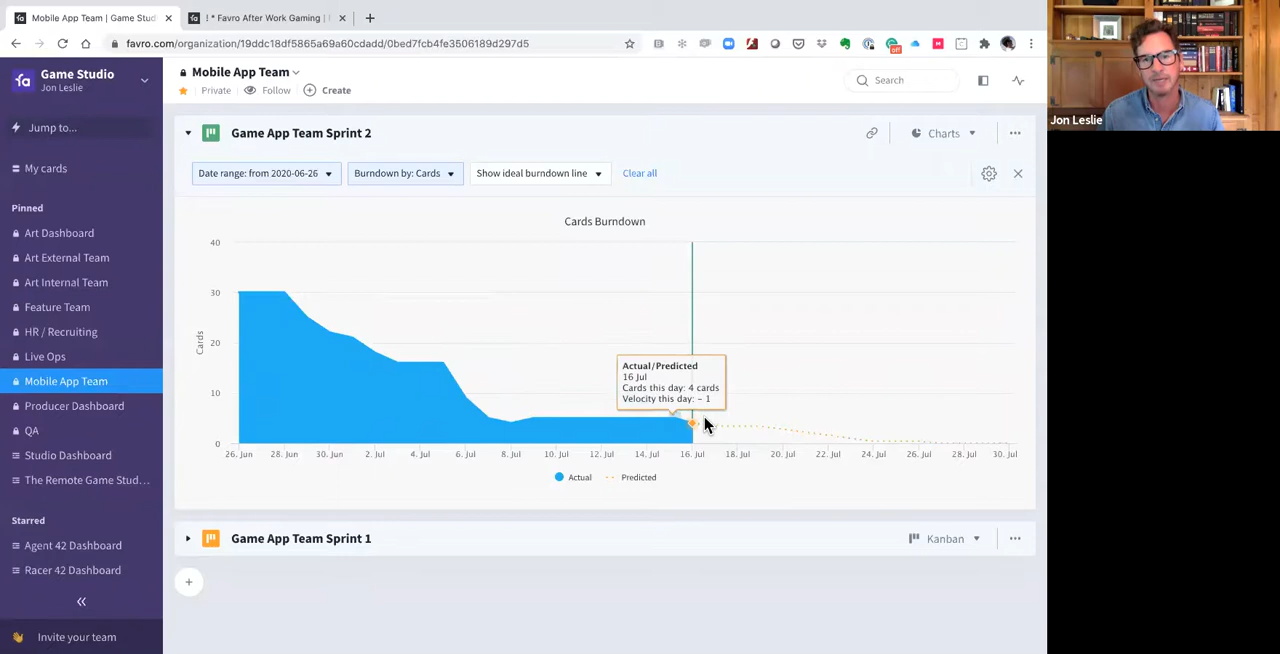 Mobile App Team | Game Stud
! * Favro After Work Gaming |
favro.com/organization/19ddc18df5865a69a60cdadd/0bed7fcb4fe3506189d297d5
off
fa
Game Studio
Jon Leslie
Jump to...
My cards
Pinned
Art Dashboard
Art External Team
Art Internal Team
Feature Team
HR / Recruiting
Live Ops
Mobile App Team
Producer Dashboard
QA
Studio Dashboard
The Remote Game Stud...
Starred
Agent 42 Dashboard
Racer 42 Dashboard
Invite your team
Mobile App Team
Private
Follow
Create
Search
Game App Team Sprint 2
Charts
Date range: from 2020-06-26
Burndown by: Cards
Show ideal burndown line
Clear all
Cards Burndown
40
30
20
10
0
Cards
Actual/Predicted
16 Jul
Cards this day: 4 cards
Velocity this day: - 1
26. Jun 28. Jun 30. Jun 2. Jul 4. Jul 6. Jul 8. Jul 10. Jul 12. Jul 14. Jul 16. Jul 18. Jul 20. Jul 22. Jul 24. Jul 26. Jul 28. Jul 30. Jul
Actual Predicted
Game App Team Sprint 1
Kanban
Jon Leslie